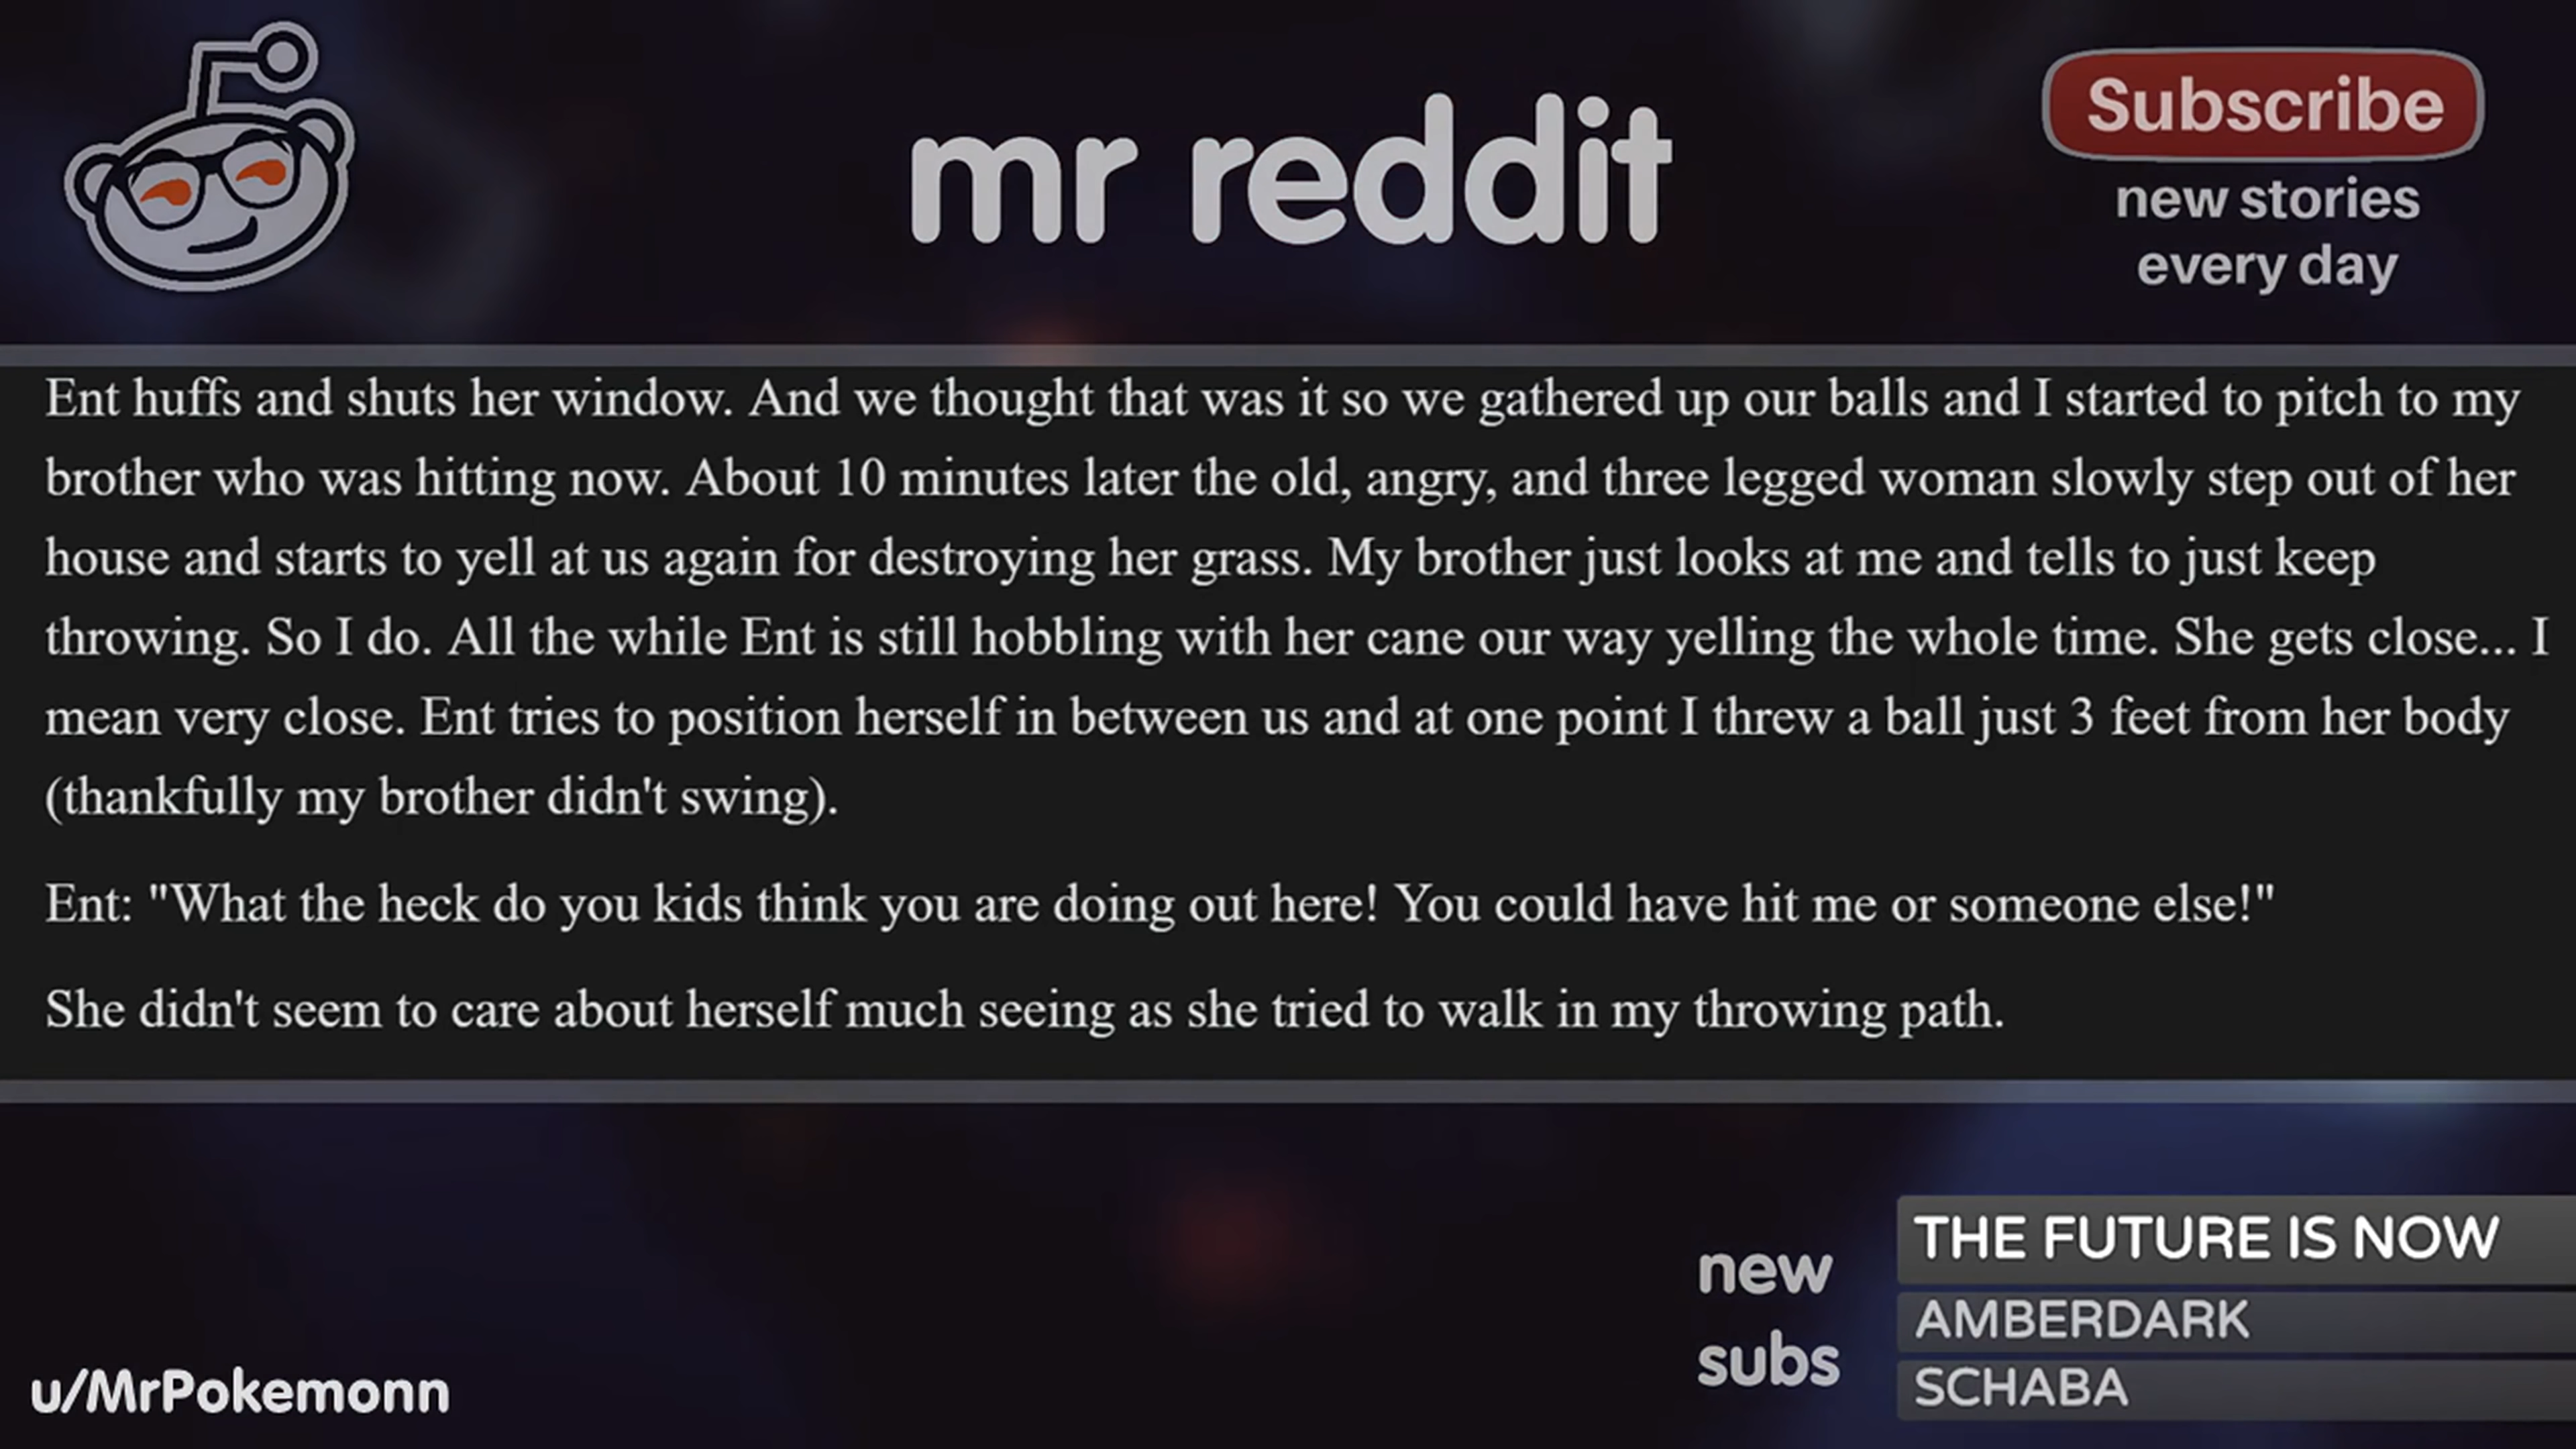 mr reddit
Subscribe
new stories
every day
Ent huffs and shuts her window. And we thought that was it so we gathered up our balls and I started to pitch to my
brother who was hitting now. About 10 minutes later the old, angry, and three legged woman slowly step out of her
house and starts to yell at us again for destroying her grass. My brother just looks at me and tells to just keep
throwing. So I do. All the while Ent is still hobbling with her cane our way yelling the whole time. She gets close... I
mean very close. Ent tries to position herself in between us and at one point I threw a ball just 3 feet from her body
(thankfully my brother didn't swing).
Ent: "What the heck do you kids think you are doing out here! You could have hit me or someone else!"
She didn't seem to care about herself much seeing as she tried to walk in my throwing path.
new
subs
THE FUTURE IS NOW
AMBERDARK
SCHABA
u/MrPokemonn